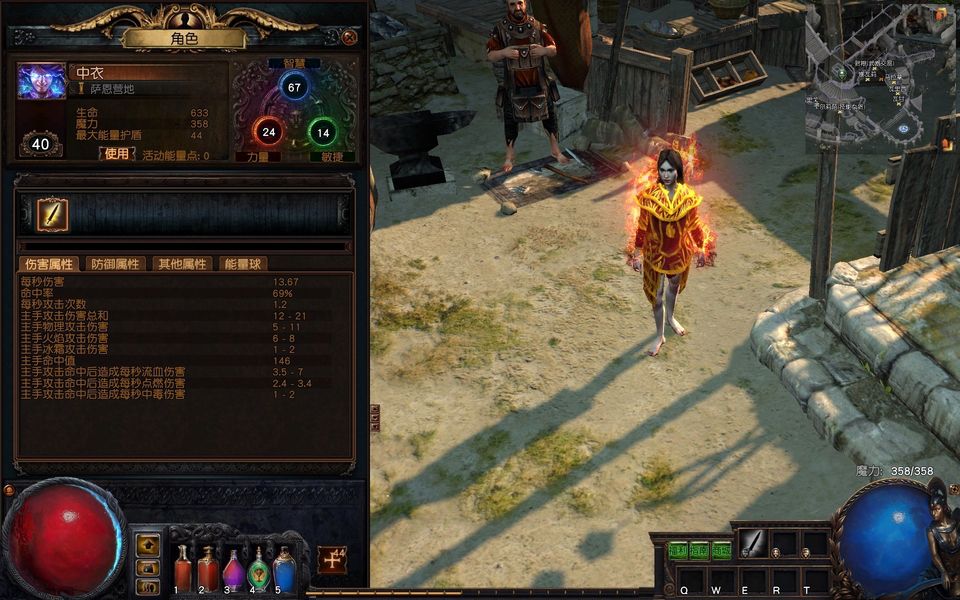 角色
中衣
萨恩营地
智慧
67
生命 633
魔力 358
最大能量护盾 44
24
14
40
使用 活动能量点: 0
力量
敏捷
伤害属性 防御属性 其他属性 能量球
每秒伤害 13.67
命中率 69%
每秒攻击次数 1.2
主手攻击伤害总和 12 - 21
主手物理攻击伤害 5 - 11
主手火焰攻击伤害 6 - 8
主手冰霜攻击伤害 1 - 2
主手命中值 146
主手攻击命中后造成每秒流血伤害 3.5 - 7
主手攻击命中后造成每秒点燃伤害 2.4 - 3.4
主手攻击命中后造成每秒中毒伤害 1 - 2
魔力: 358/358
44
1 2 3 4 5
福利 指南 商城
Q W E R T